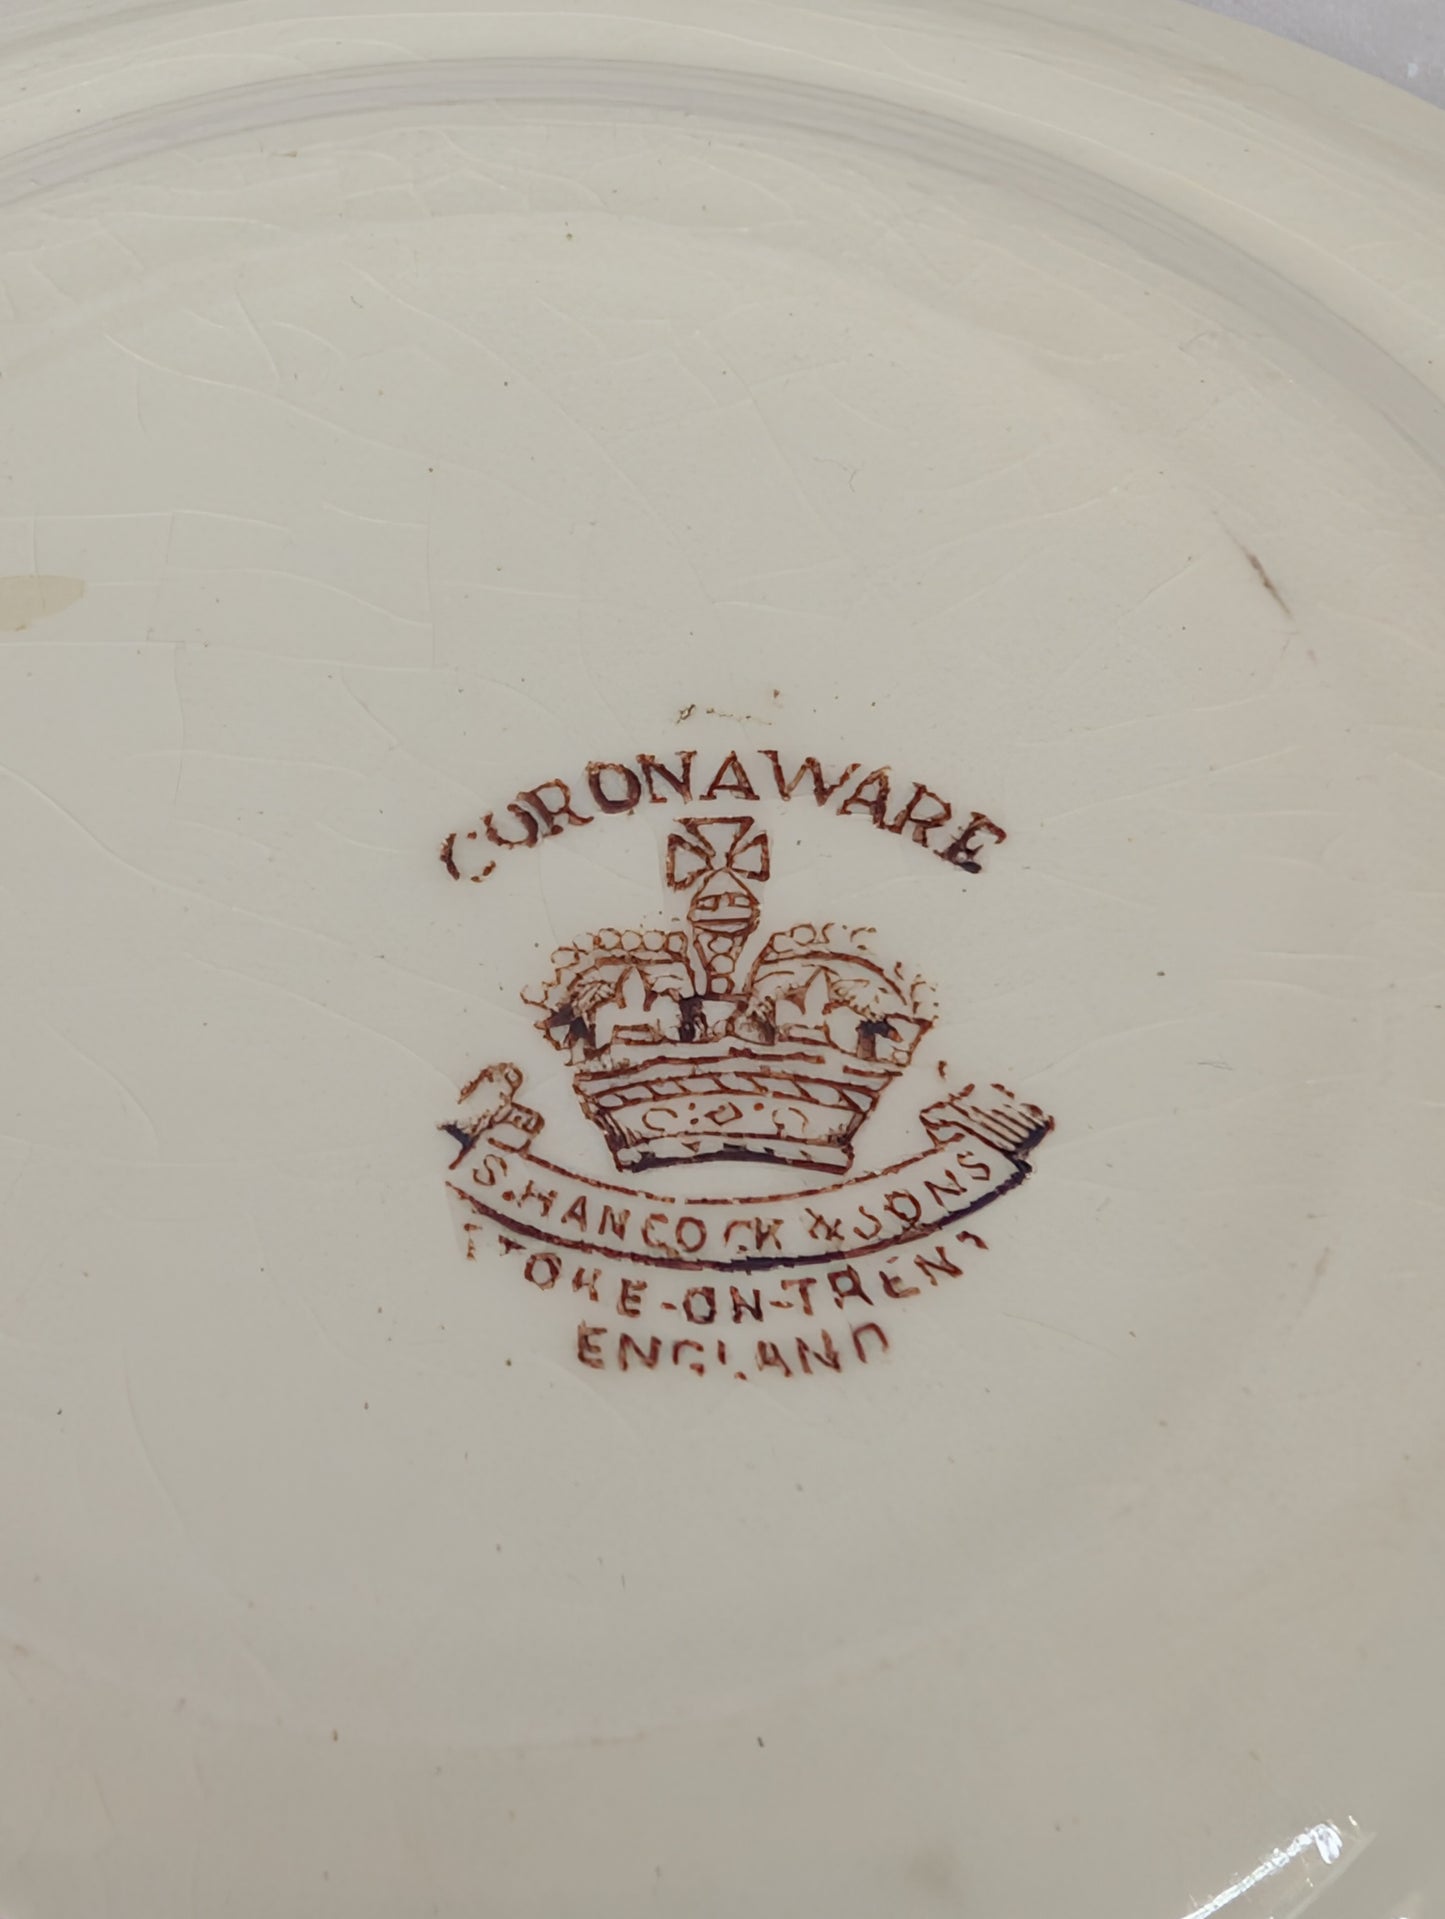 CORONAWARE
S. HANCOCK & SONS
STOKE-ON-TRENT
ENGLAND